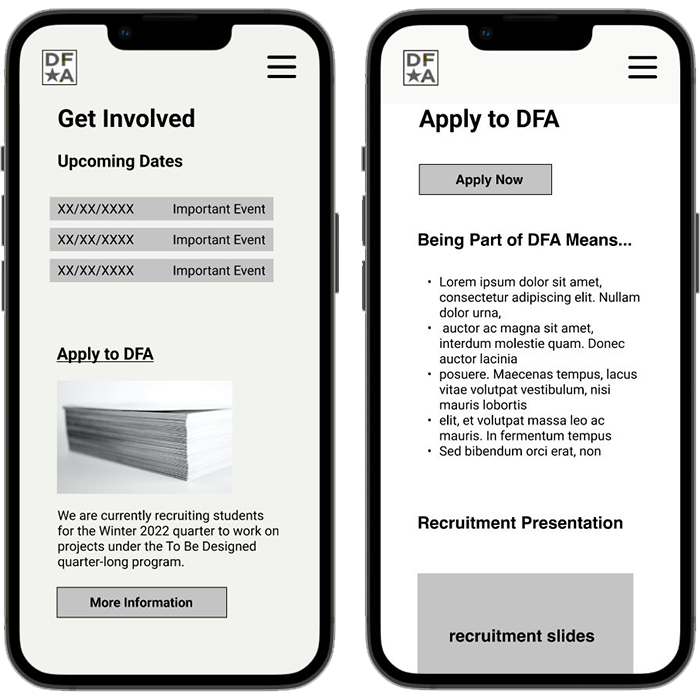 DF
★A
Get Involved
Upcoming Dates
XX/XX/XXXX Important Event
XX/XX/XXXX Important Event
XX/XX/XXXX Important Event
Apply to DFA
We are currently recruiting students
for the Winter 2022 quarter to work on
projects under the To Be Designed
quarter-long program.
More Information
DF
★A
Apply to DFA
Apply Now
Being Part of DFA Means...
• Lorem ipsum dolor sit amet,
consectetur adipiscing elit. Nullam
dolor urna,
• auctor ac magna sit amet,
interdum molestie quam. Donec
auctor lacinia
• posuere. Maecenas tempus, lacus
vitae volutpat vestibulum, nisi
mauris lobortis
• elit, et volutpat massa leo ac
mauris. In fermentum tempus
• Sed bibendum orci erat, non
Recruitment Presentation
recruitment slides